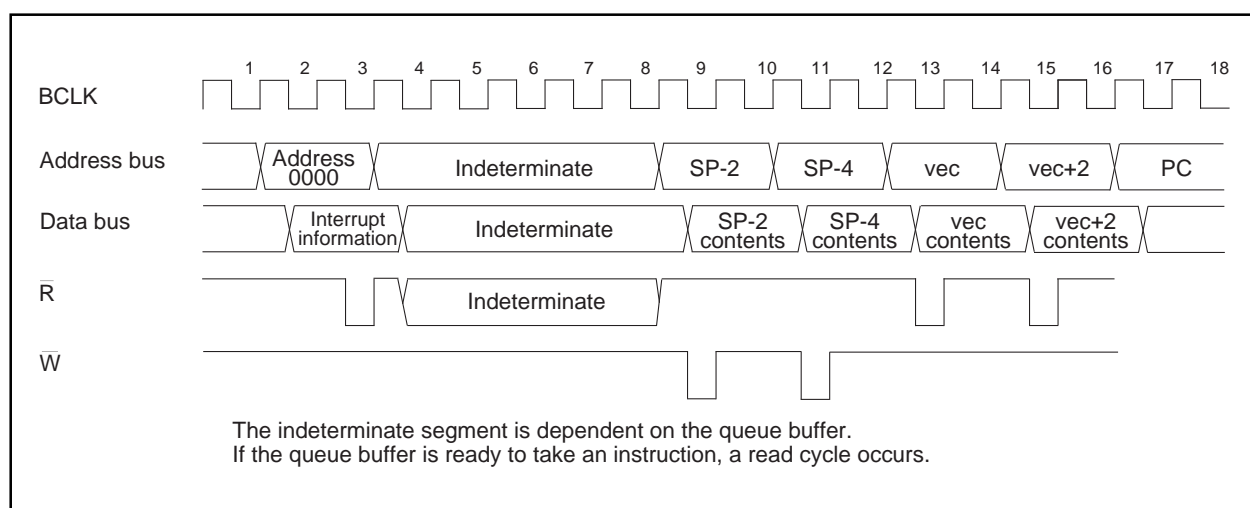 1 2 3 4 5 6 7 8 9 10 11 12 13 14 15 16 17 18
BCLK
Address bus
Address
0000
Indeterminate
SP-2
SP-4
vec
vec+2
PC
Data bus
Interrupt
information
Indeterminate
SP-2
contents
SP-4
contents
vec
contents
vec+2
contents
R̅
Indeterminate
W̅
The indeterminate segment is dependent on the queue buffer.
If the queue buffer is ready to take an instruction, a read cycle occurs.